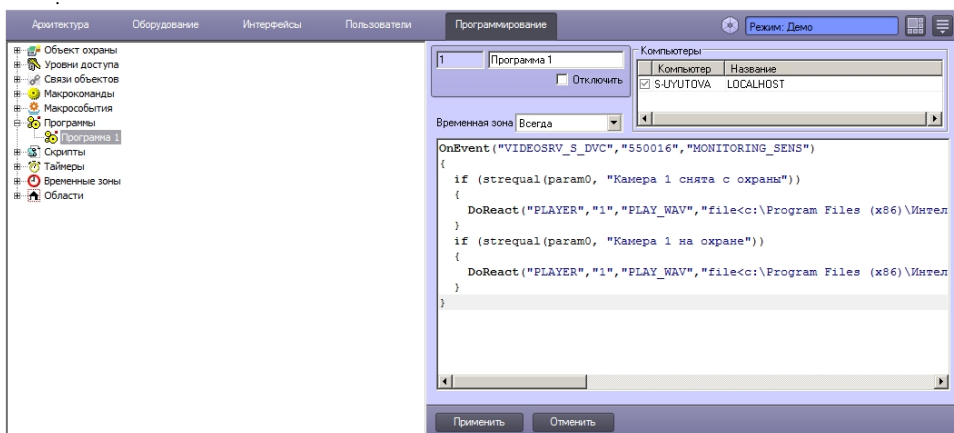 Архитектура Оборудование Интерфейсы Пользователи Программирование Режим: Демо
Объект охраны
Уровни доступа
Связи объектов
Макрокоманды
Макрособытия
Программы
Программа 1
Скрипты
Таймеры
Временные зоны
Области
1 Программа 1
Отключить
Временная зона Всегда
Компьютеры
Компьютер Название
S-UYUTOVA LOCALHOST
OnEvent("VIDEOSRV_S_DVC","550016","MONITORING_SENS")
{
if (strequal(param0, "Камера 1 снята с охраны"))
{
DoReact("PLAYER","1","PLAY_WAV","file<c:\Program Files (x86)\Интел
}
if (strequal(param0, "Камера 1 на охране"))
{
DoReact("PLAYER","1","PLAY_WAV","file<c:\Program Files (x86)\Интел
}
}
Применить Отменить